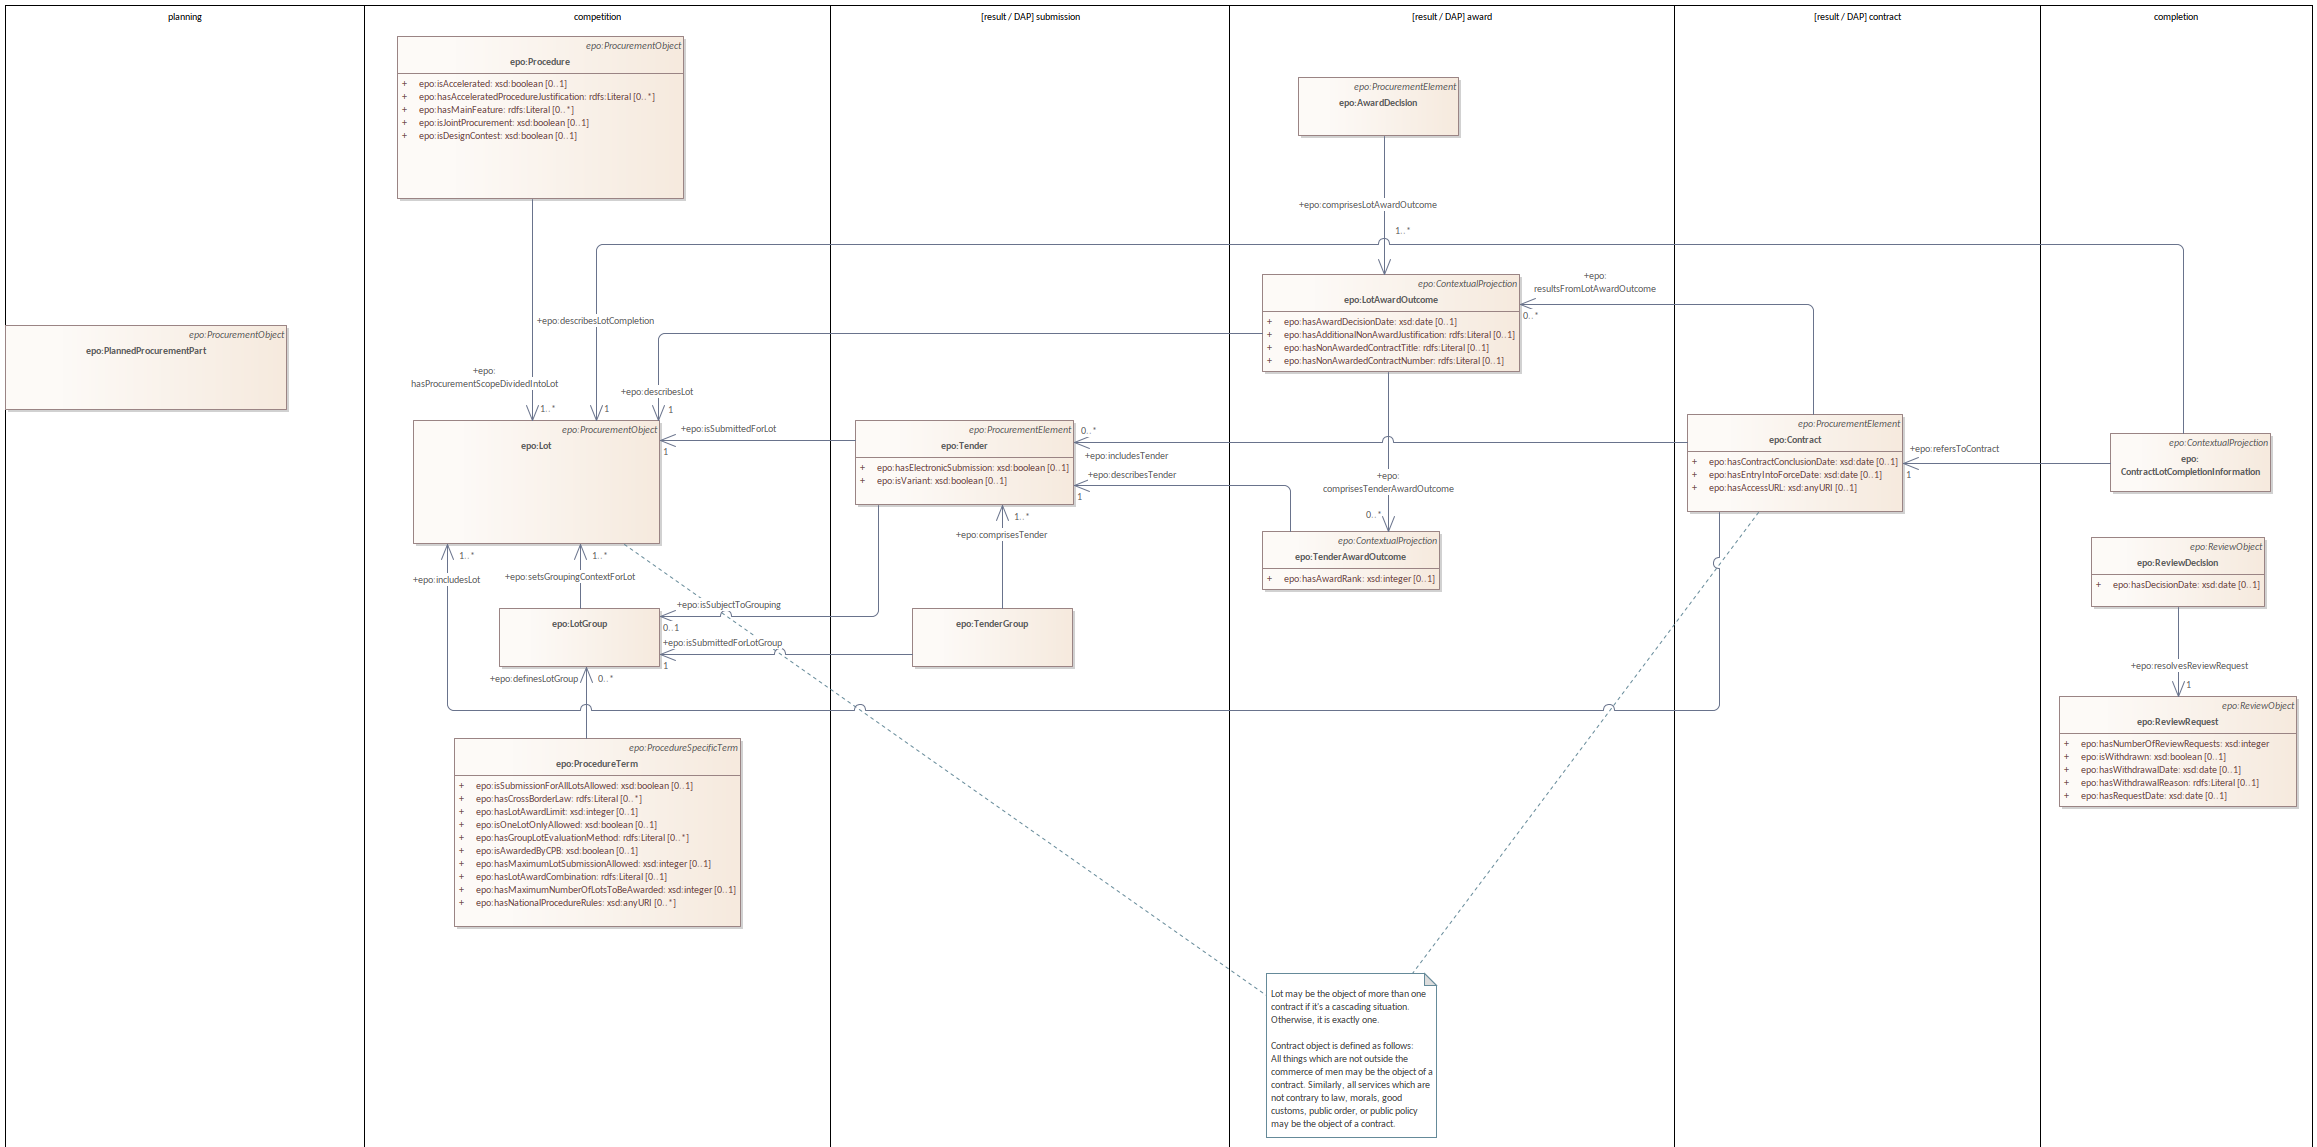 planning
competition
[result / DAP] submission
[result / DAP] award
[result / DAP] contract
completion
epo:ProcurementObject
epo:Procedure
+ epo:isAccelerated: xsd:boolean [0..1]
+ epo:hasAcceleratedProcedureJustification: rdfs:Literal [0..*]
+ epo:hasMainFeature: rdfs:Literal [0..*]
+ epo:isJointProcurement: xsd:boolean [0..1]
+ epo:isDesignContest: xsd:boolean [0..1]
epo:ProcurementElement
epo:AwardDecision
+epo:comprisesLotAwardOutcome
1..*
epo:ContextualProjection
epo:LotAwardOutcome
+ epo:hasAwardDecisionDate: xsd:date [0..1]
+ epo:hasAdditionalNonAwardJustification: rdfs:Literal [0..1]
+ epo:hasNonAwardedContractTitle: rdfs:Literal [0..1]
+ epo:hasNonAwardedContractNumber: rdfs:Literal [0..1]
+epo:
resultsFromLotAwardOutcome
0..*
+epo:describesLotCompletion
epo:ProcurementObject
epo:PlannedProcurementPart
+epo:
hasProcurementScopeDividedIntoLot
1..*
1
+epo:describesLot
1
epo:ProcurementObject
epo:Lot
+epo:isSubmittedForLot
1
epo:ProcurementElement
epo:Tender
+ epo:hasElectronicSubmission: xsd:boolean [0..1]
+ epo:isVariant: xsd:boolean [0..1]
0..*
+epo:includesTender
+epo:describesTender
1
+epo:
comprisesTenderAwardOutcome
0..*
epo:ProcurementElement
epo:Contract
+ epo:hasContractConclusionDate: xsd:date [0..1]
+ epo:hasEntryIntoForceDate: xsd:date [0..1]
+ epo:hasAccessURL: xsd:anyURI [0..1]
+epo:refersToContract
1
epo:ContextualProjection
epo:
ContractLotCompletionInformation
1..*
+epo:includesLot
1..*
+epo:setsGroupingContextForLot
1..*
+epo:comprisesTender
epo:ContextualProjection
epo:TenderAwardOutcome
+ epo:hasAwardRank: xsd:integer [0..1]
epo:ReviewObject
epo:ReviewDecision
+ epo:hasDecisionDate: xsd:date [0..1]
epo:LotGroup
+epo:isSubjectToGrouping
0..1
+epo:isSubmittedForLotGroup
1
epo:TenderGroup
+epo:definesLotGroup
0..*
+epo:resolvesReviewRequest
1
epo:ReviewObject
epo:ReviewRequest
+ epo:hasNumberOfReviewRequests: xsd:integer
+ epo:isWithdrawn: xsd:boolean [0..1]
+ epo:hasWithdrawalDate: xsd:date [0..1]
+ epo:hasWithdrawalReason: rdfs:Literal [0..1]
+ epo:hasRequestDate: xsd:date [0..1]
epo:ProcedureSpecificTerm
epo:ProcedureTerm
+ epo:isSubmissionForAllLotsAllowed: xsd:boolean [0..1]
+ epo:hasCrossBorderLaw: rdfs:Literal [0..*]
+ epo:hasLotAwardLimit: xsd:integer [0..1]
+ epo:isOneLotOnlyAllowed: xsd:boolean [0..1]
+ epo:hasGroupLotEvaluationMethod: rdfs:Literal [0..*]
+ epo:isAwardedByCPB: xsd:boolean [0..1]
+ epo:hasMaximumLotSubmissionAllowed: xsd:integer [0..1]
+ epo:hasLotAwardCombination: rdfs:Literal [0..1]
+ epo:hasMaximumNumberOfLotsToBeAwarded: xsd:integer [0..1]
+ epo:hasNationalProcedureRules: xsd:anyURI [0..*]
Lot may be the object of more than one
contract if it's a cascading situation.
Otherwise, it is exactly one.
Contract object is defined as follows:
All things which are not outside the
commerce of men may be the object of a
contract. Similarly, all services which are
not contrary to law, morals, good
customs, public order, or public policy
may be the object of a contract.